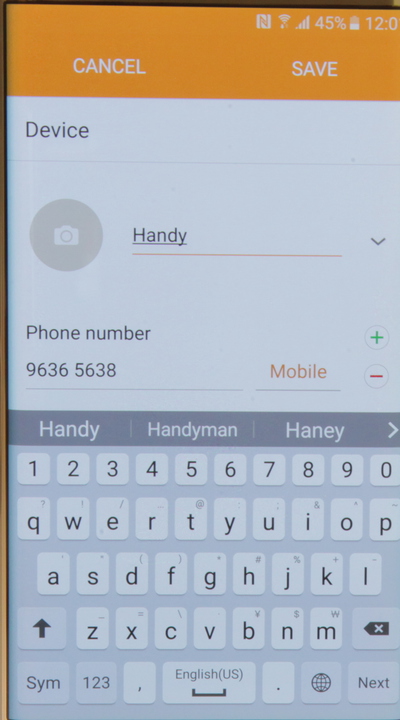 45% 12:0
CANCEL SAVE
Device
Handy
Phone number
9636 5638 Mobile
Handy Handyman Haney
1 2 3 4 5 6 7 8 9 0
q w e r t y u i o p
a s d f g h j k l
z x c v b n m
Sym 123 , English(US) . Next